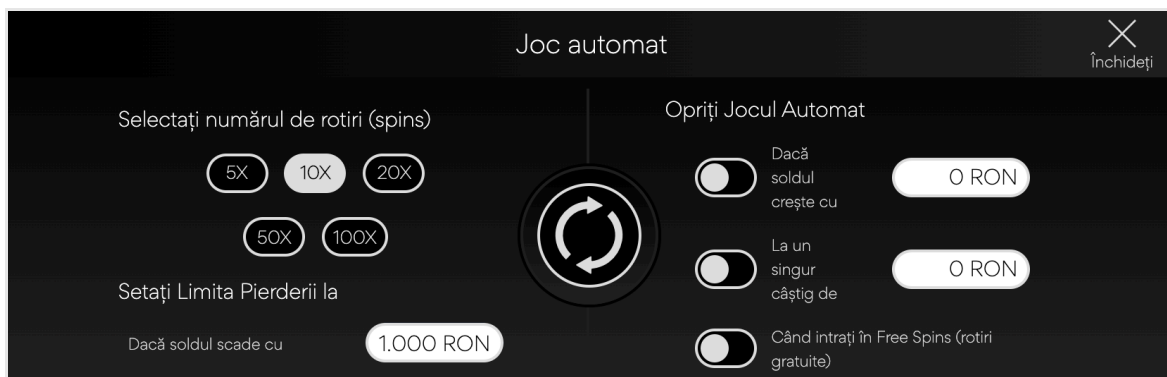 Joc automat
Închideți
Selectați numărul de rotiri (spins)
5X
10X
20X
50X
100X
Setați Limita Pierderii la
Dacă soldul scade cu
1.000 RON
Opriți Jocul Automat
Dacă
soldul
crește cu
0 RON
La un
singur
câștig de
0 RON
Când intrați în Free Spins (rotiri
gratuite)